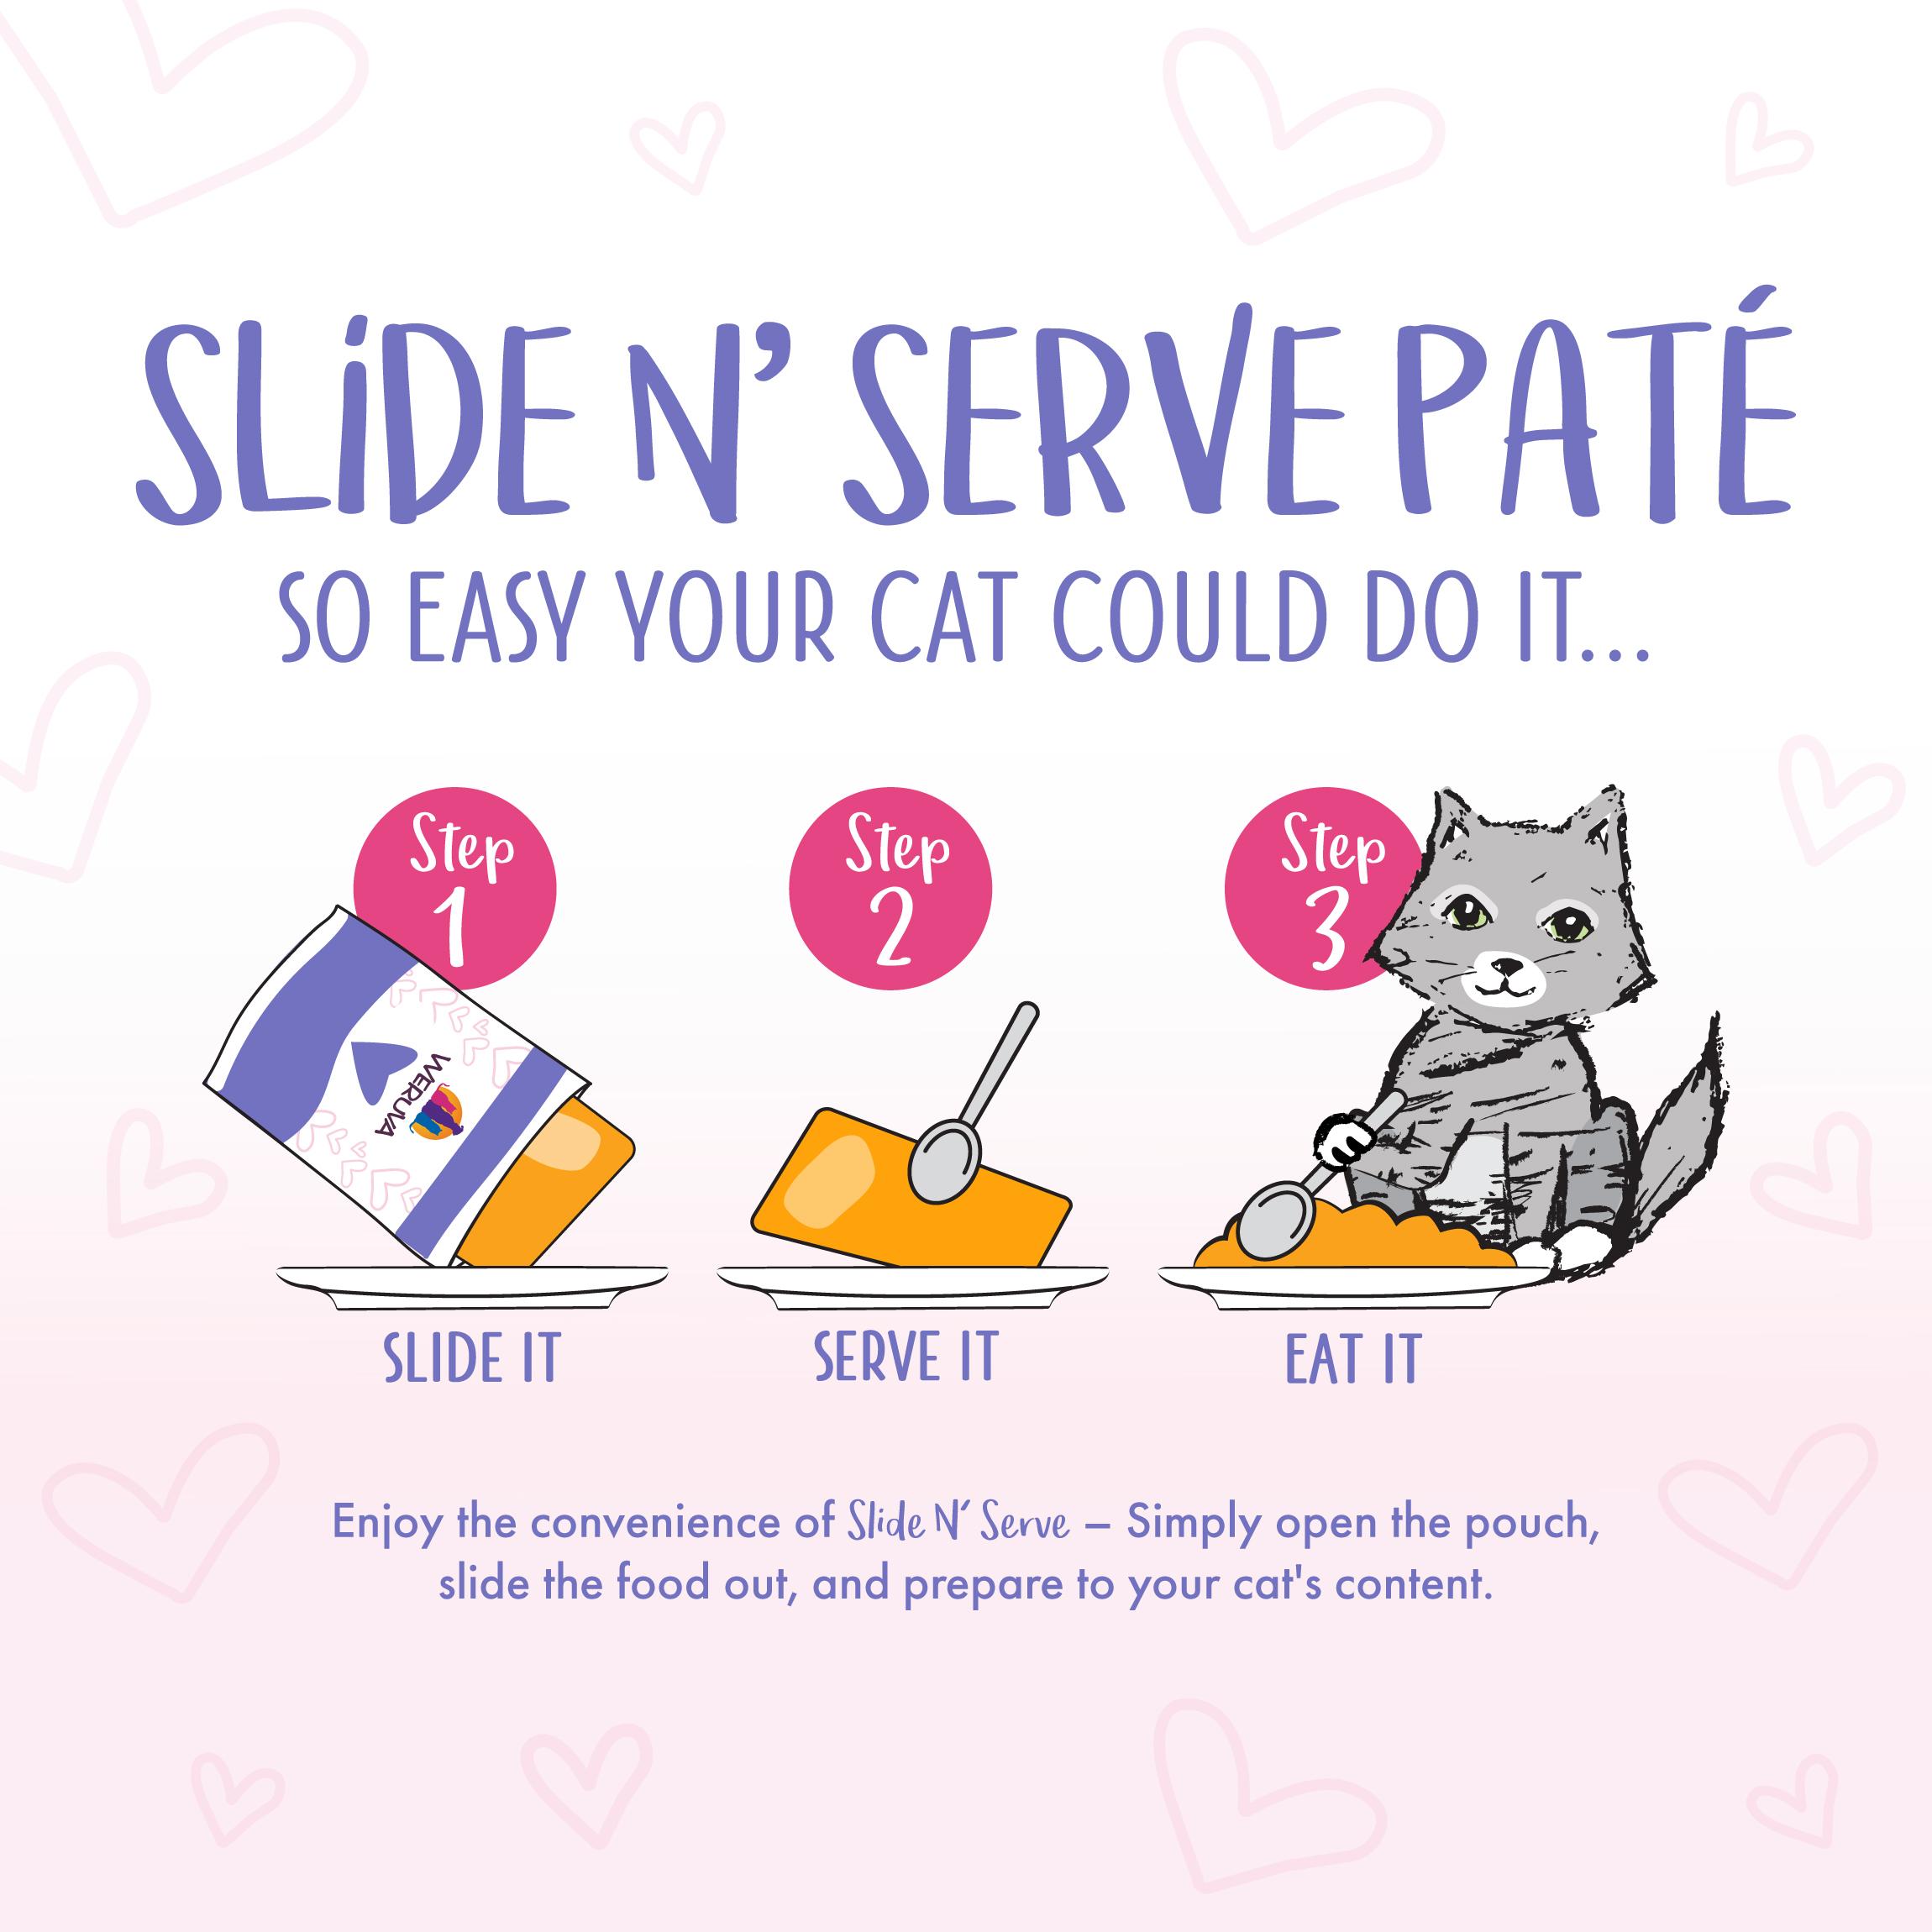 SLIDE N' SERVE PATÉ
SO EASY YOUR CAT COULD DO IT...
Step
1
Step
2
Step
3
WERUVA
SLIDE IT
SERVE IT
EAT IT
Enjoy the convenience of Slide N' Serve – Simply open the pouch,
slide the food out, and prepare to your cat's content.